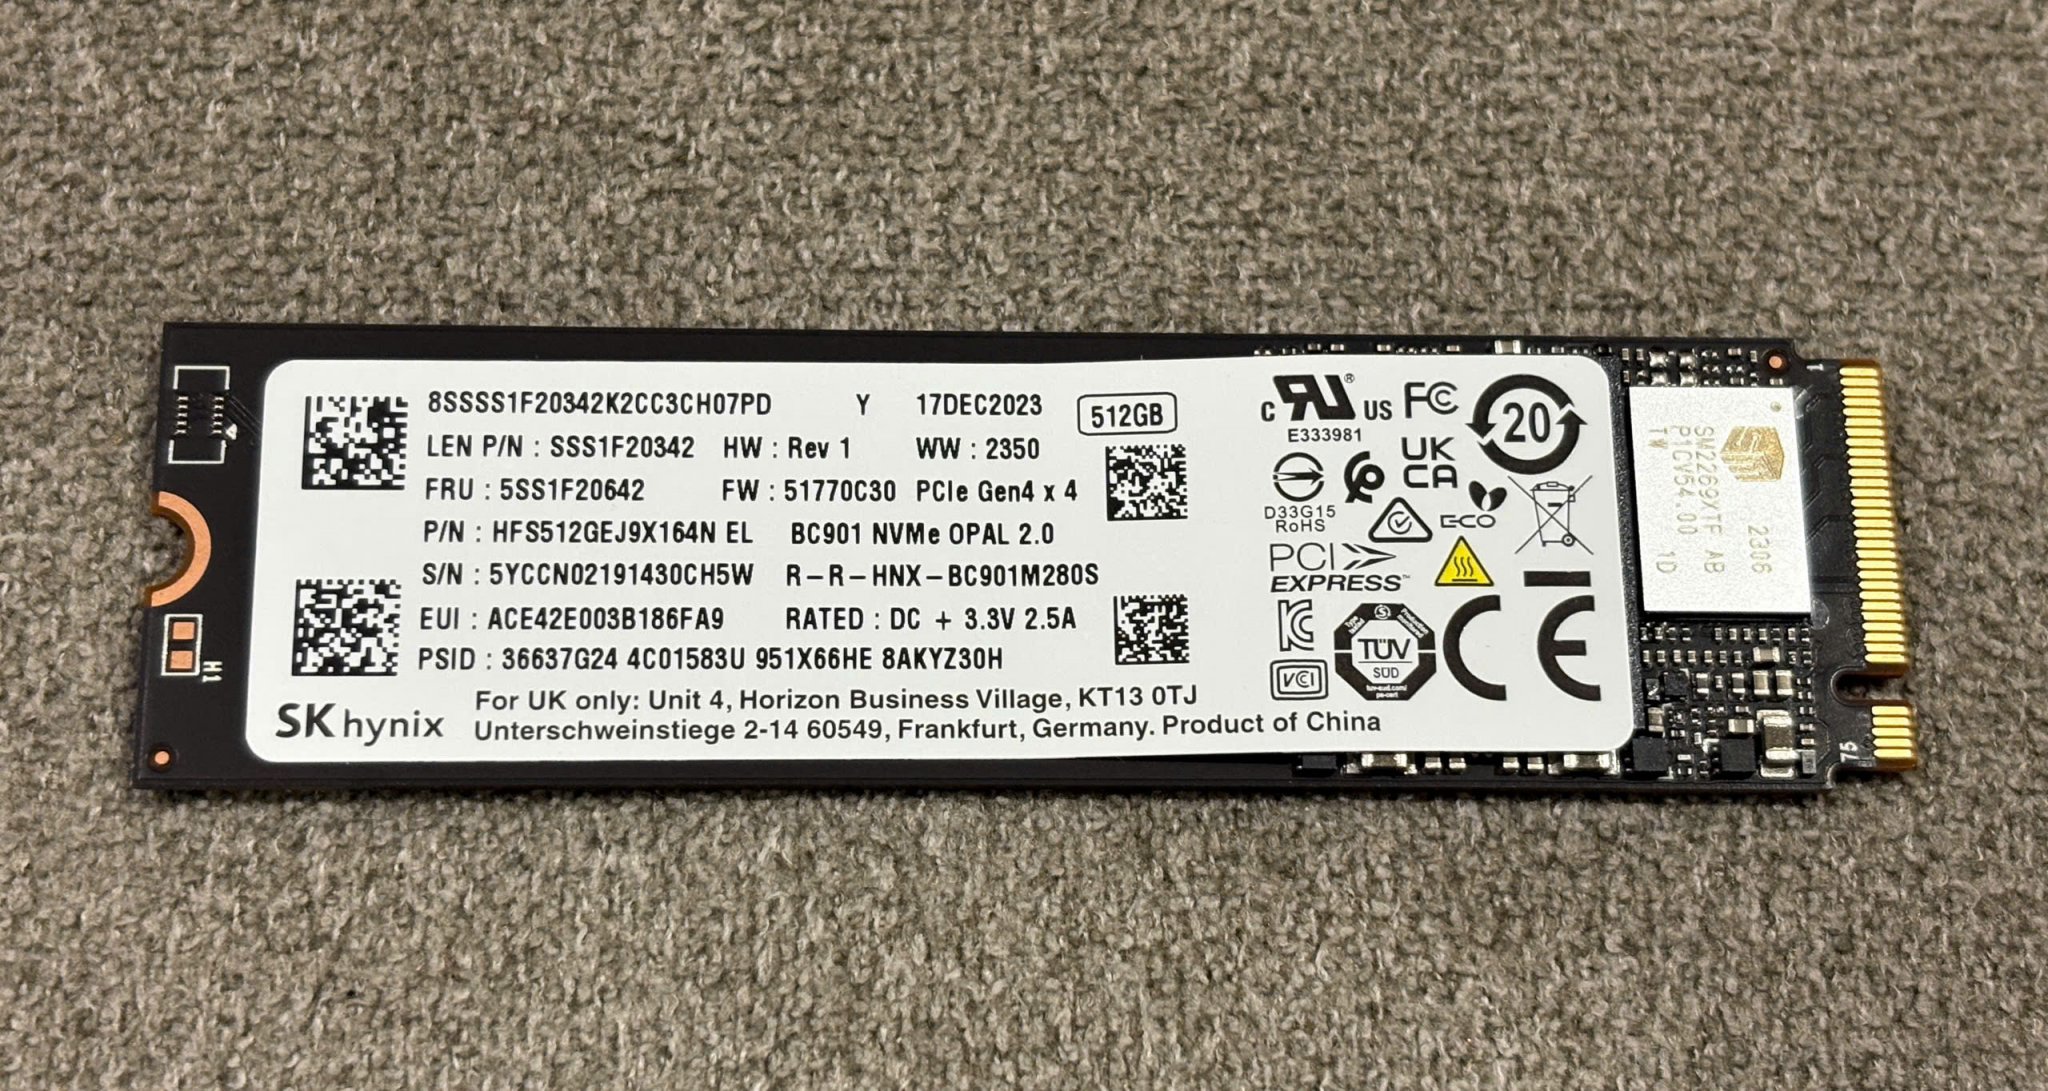 8SSSS1F20342K2CC3CH07PD Y 17DEC2023 512GB
LEN P/N : SSS1F20342 HW : Rev 1 WW : 2350
FRU : 5SS1F20642 FW : 51770C30 PCIe Gen4 x 4
P/N : HFS512GEJ9X164N EL BC901 NVMe OPAL 2.0
S/N : 5YCCN02191430CH5W R-R-HNX-BC901M280S
EUI : ACE42E003B186FA9 RATED : DC + 3.3V 2.5A
PSID : 36637G24 4C01583U 951X66HE 8AKYZ30H
SK hynix
For UK only: Unit 4, Horizon Business Village, KT13 0TJ
Unterschweinstiege 2-14 60549, Frankfurt, Germany. Product of China
C RU® US
E333981
FC
20
UK
CA
D33G15
RoHS
ECO
PCI
EXPRESS™
KC
VCI
TÜV
SÜD
CE
SM2269XTF AB
P1CV54.00 1D
TW
2306
H1
1
75